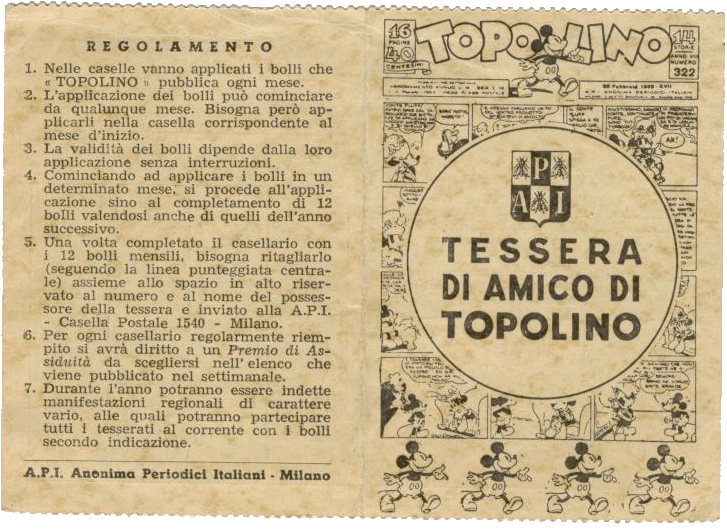 REGOLAMENTO
1. Nelle caselle vanno applicati i bolli che
« TOPOLINO » pubblica ogni mese.
2. L'applicazione dei bolli può cominciare
da qualunque mese. Bisogna però ap-
plicarli nella casella corrispondente al
mese d'inizio.
3. La validità dei bolli dipende dalla loro
applicazione senza interruzioni.
4. Cominciando ad applicare i bolli in un
determinato mese, si procede all'appli-
cazione sino al completamento di 12
bolli valendosi anche di quelli dell'anno
successivo.
5. Una volta completato il casellario con
i 12 bolli mensili, bisogna ritagliarlo
(seguendo la linea punteggiata centra-
le) assieme allo spazio in alto riser-
vato al numero e al nome del posses-
sore della tessera e inviato alla A.P.I.
- Casella Postale 1540 - Milano.
6. Per ogni casellario regolarmente riem-
pito si avrà diritto a un Premio di As-
siduità da scegliersi nell'elenco che
viene pubblicato nel settimanale.
7. Durante l'anno potranno essere indette
manifestazioni regionali di carattere
vario, alle quali potranno partecipare
tutti i tesserati al corrente con i bolli
secondo indicazione.
A.P.I. Anonima Periodici Italiani - Milano
16
PAGINE
40
CENTESIMI
TOPOLINO
14
STORIE
ANNO VIII
NUMERO
322
AH!
A P I
TESSERA
DI AMICO DI
TOPOLINO